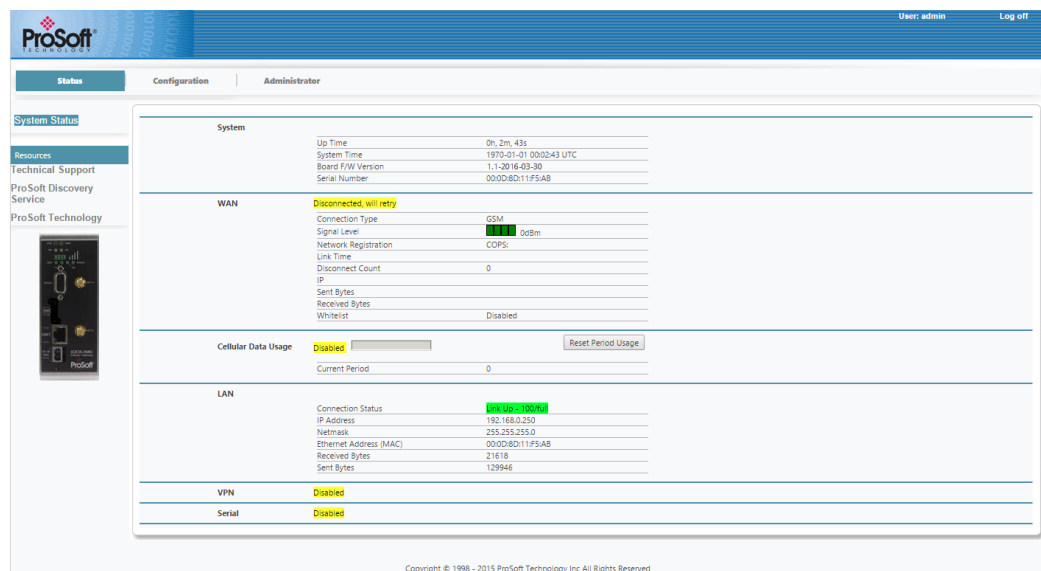 User: admin Log off
ProSoft
TECHNOLOGY
Status Configuration Administrator
System Status
Resources
Technical Support
ProSoft Discovery
Service
ProSoft Technology
ProSoft
System
Up Time 0h, 2m, 43s
System Time 1970-01-01 00:02:43 UTC
Board F/W Version 1.1-2016-03-30
Serial Number 00:0D:8D:11:F5:AB
WAN Disconnected, will retry
Connection Type GSM
Signal Level 0dBm
Network Registration COPS:
Link Time
Disconnect Count 0
IP
Sent Bytes
Received Bytes
Whitelist Disabled
Cellular Data Usage Disabled Reset Period Usage
Current Period 0
LAN
Connection Status Link Up - 100/full
IP Address 192.168.0.250
Netmask 255.255.255.0
Ethernet Address (MAC) 00:0D:8D:11:F5:AB
Received Bytes 21618
Sent Bytes 129946
VPN Disabled
Serial Disabled
Copyright © 1998 - 2015 ProSoft Technology Inc All Rights Reserved